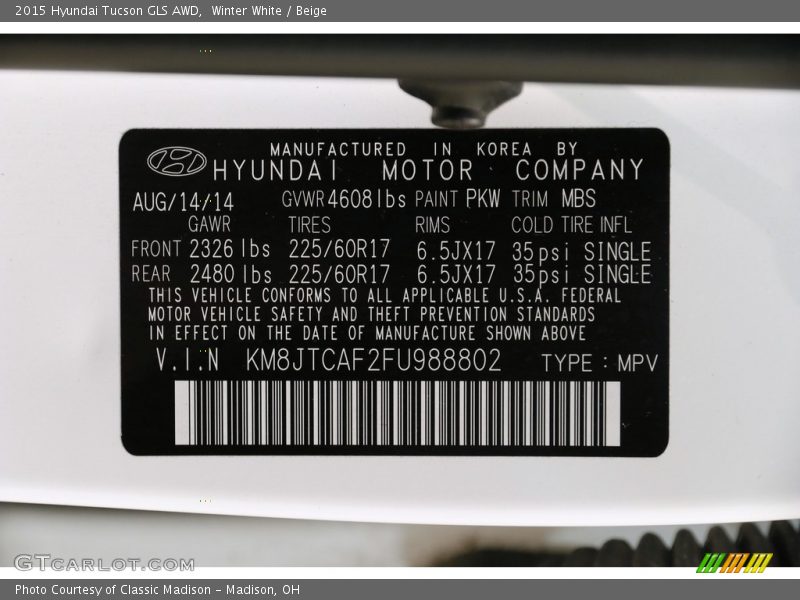 2015 Hyundai Tucson GLS AWD, Winter White / Beige
MANUFACTURED IN KOREA BY
HYUNDAI MOTOR COMPANY
AUG/14/14 GVWR 4608lbs PAINT PKW TRIM MBS
GAWR TIRES RIMS COLD TIRE INFL
FRONT 2326 lbs 225/60R17 6.5JX17 35psi SINGLE
REAR 2480 lbs 225/60R17 6.5JX17 35psi SINGLE
THIS VEHICLE CONFORMS TO ALL APPLICABLE U.S.A. FEDERAL
MOTOR VEHICLE SAFETY AND THEFT PREVENTION STANDARDS
IN EFFECT ON THE DATE OF MANUFACTURE SHOWN ABOVE
V.I.N KM8JTCAF2FU988802 TYPE : MPV
GTCARLOT.COM
Photo Courtesy of Classic Madison - Madison, OH